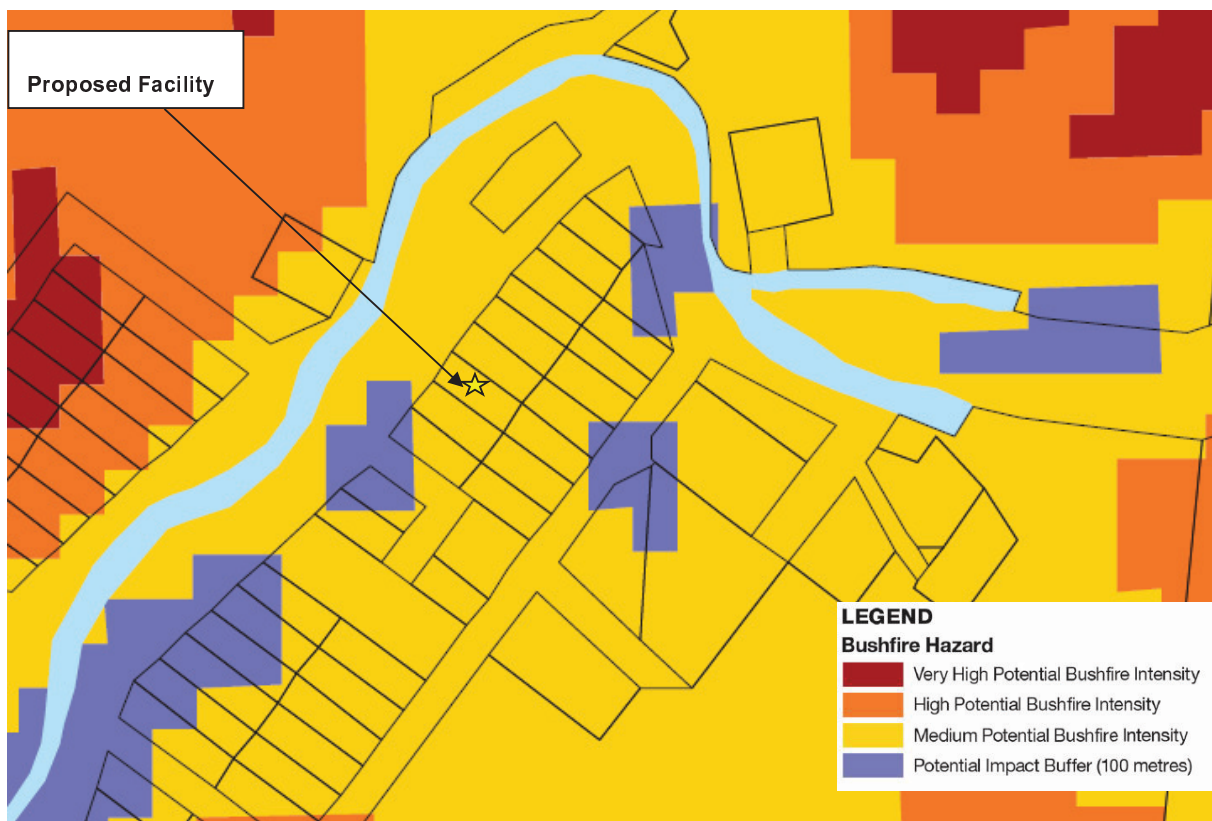 Proposed Facility
LEGEND
Bushfire Hazard
Very High Potential Bushfire Intensity
High Potential Bushfire Intensity
Medium Potential Bushfire Intensity
Potential Impact Buffer (100 metres)